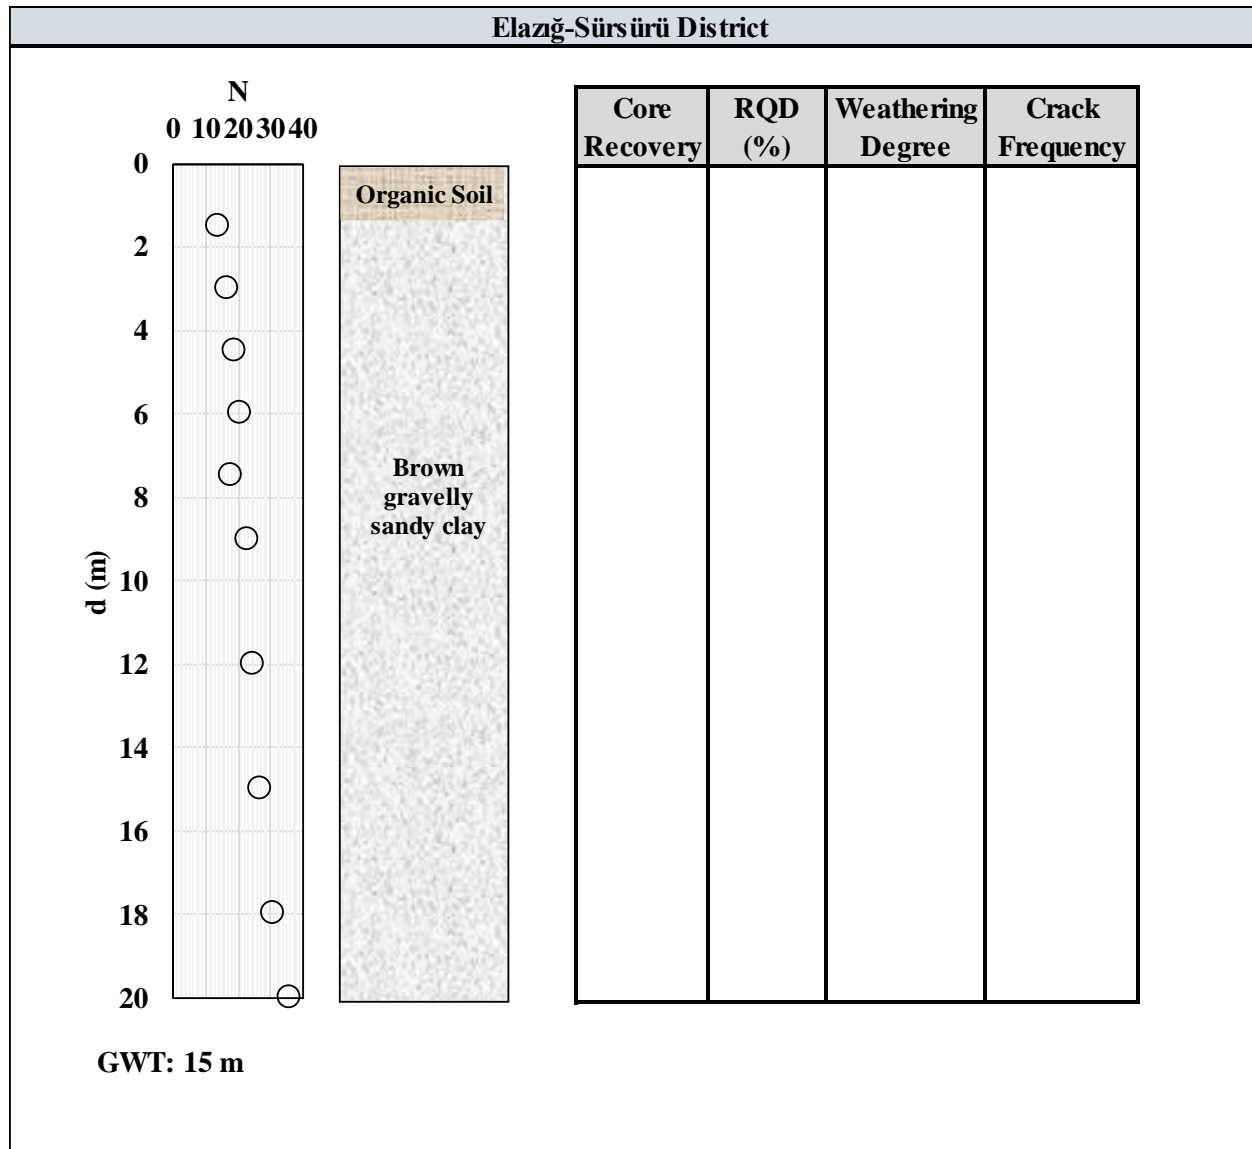 Elazığ-Sürsürü District
N
0 10 20 30 40
0
2
4
6
8
10
12
14
16
18
20
d (m)
Organic Soil
Brown
gravelly
sandy clay
Core
Recovery
RQD
(%)
Weathering
Degree
Crack
Frequency
GWT: 15 m